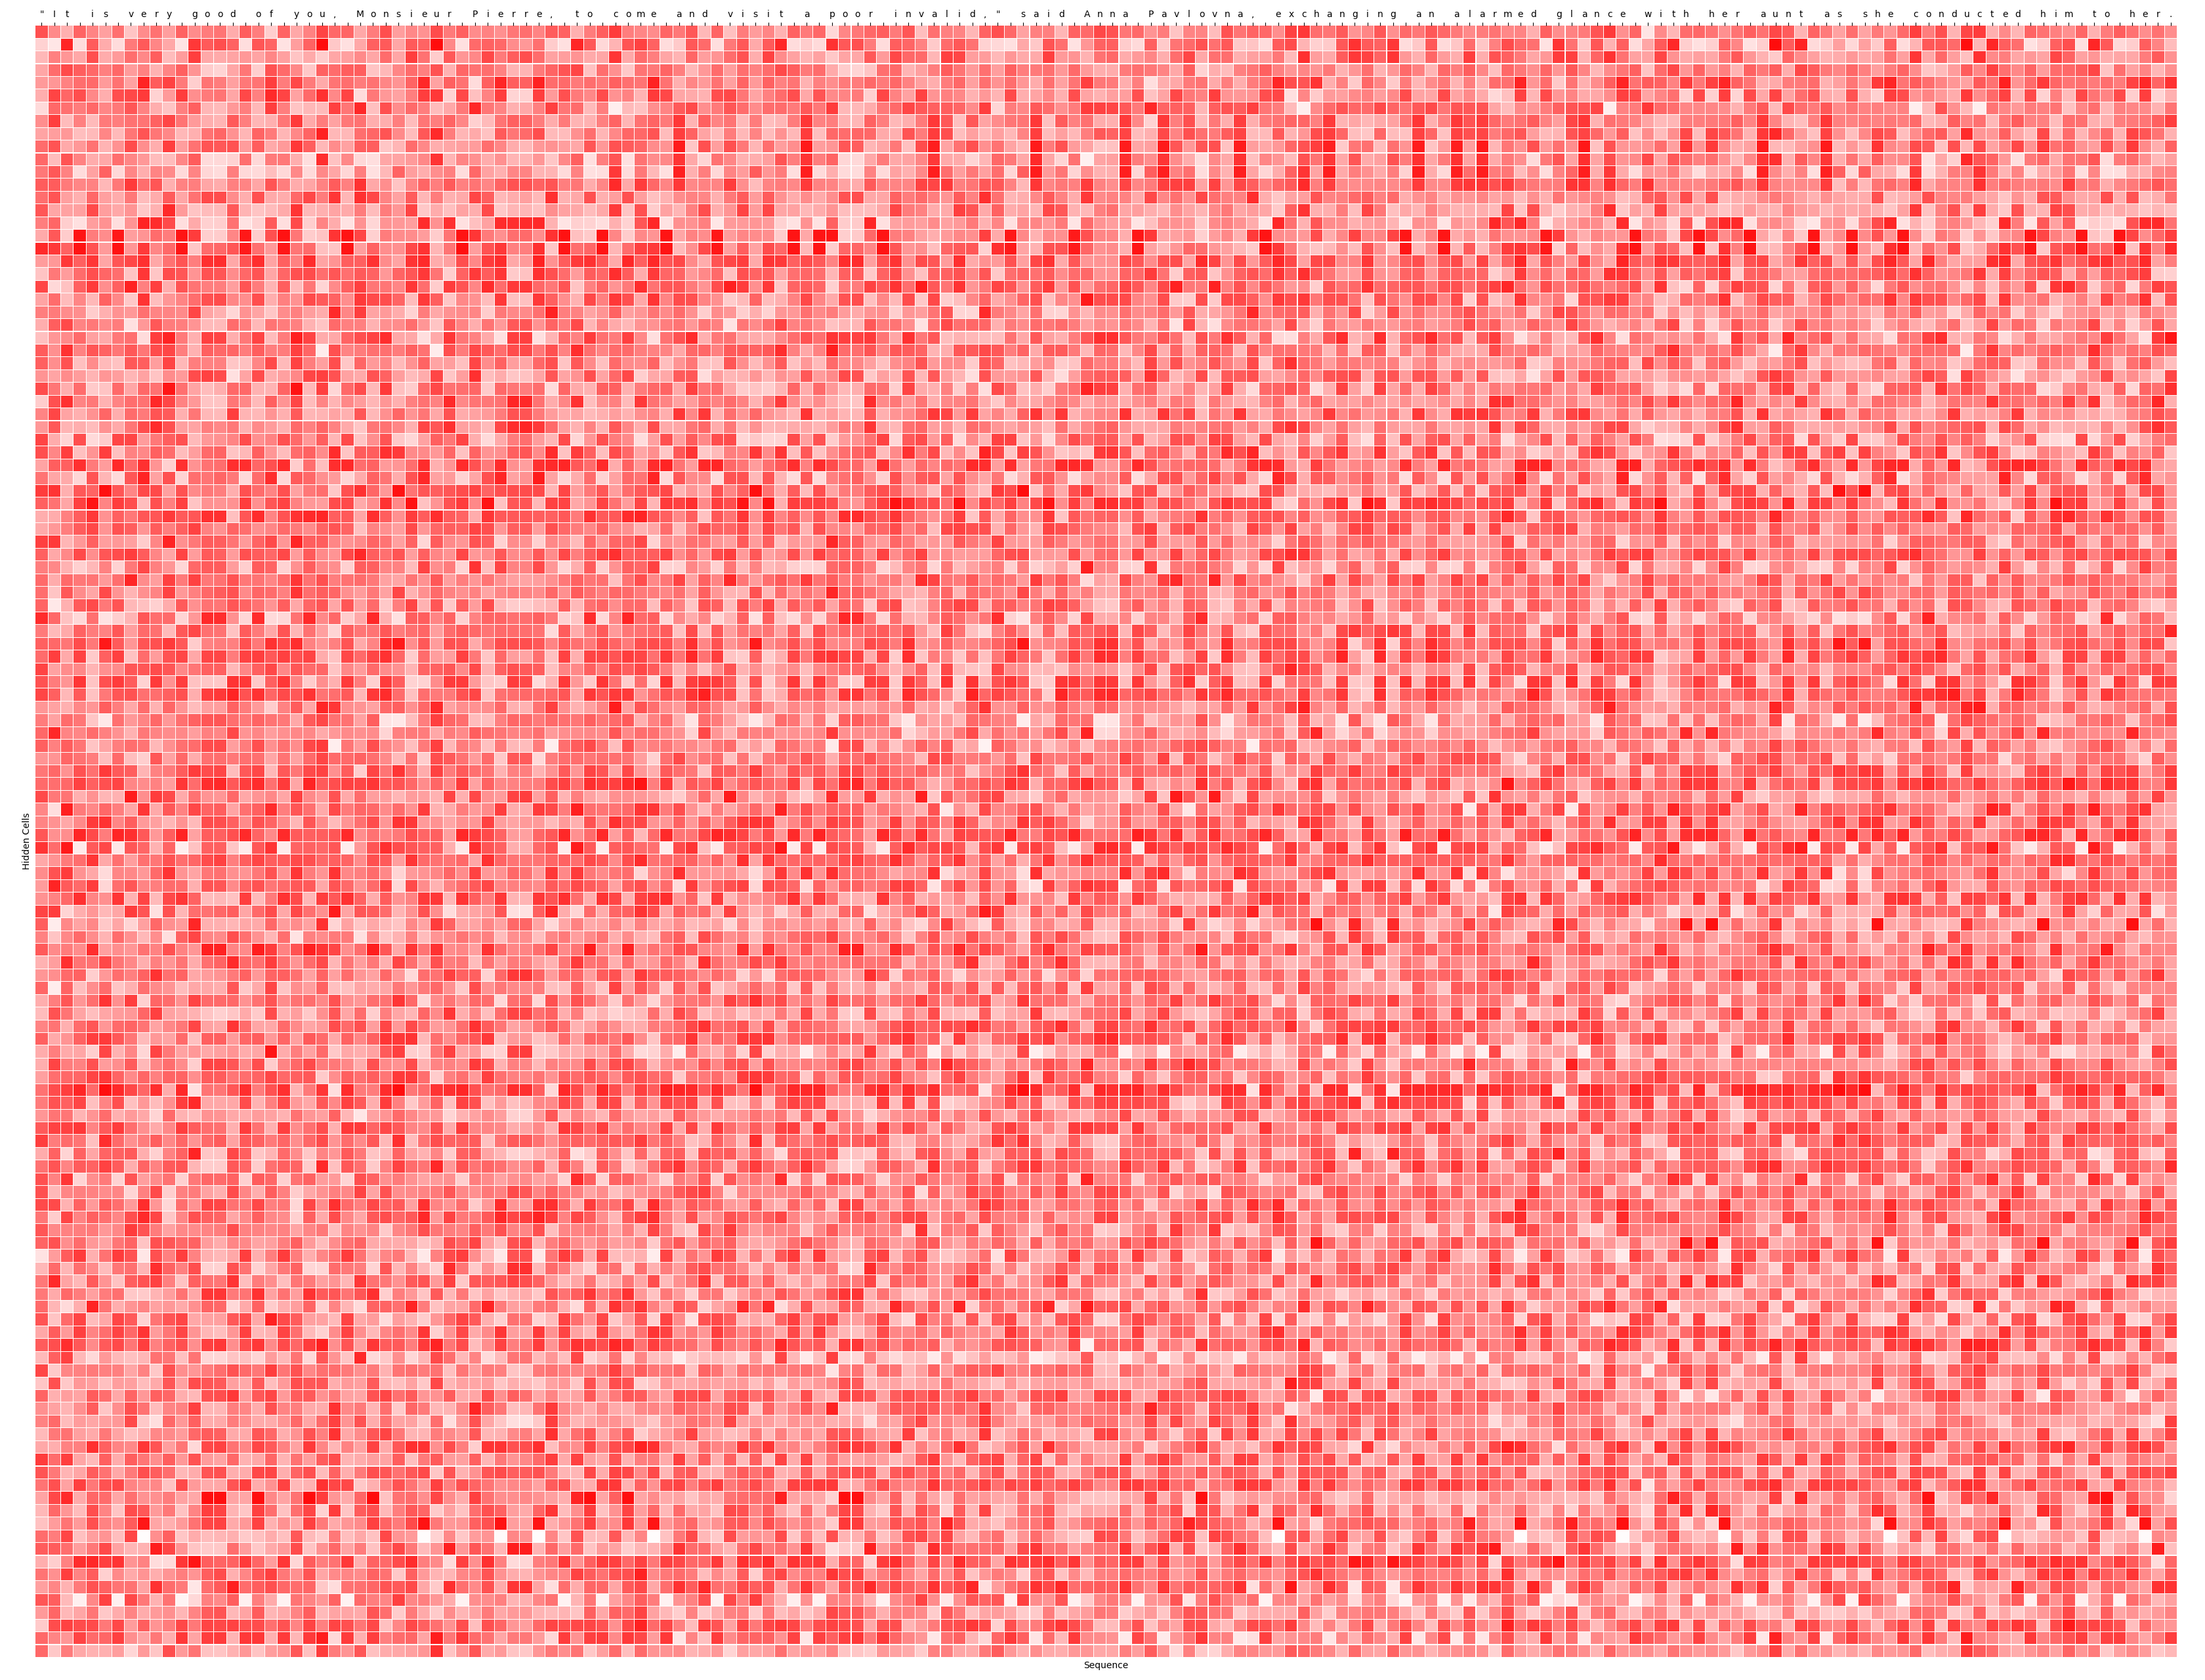 "It is very good of you, Monsieur Pierre, to come and visit a poor invalid," said Anna Pavlovna, exchanging an alarmed glance with her aunt as she conducted him to her.
Hidden Cells
Sequence